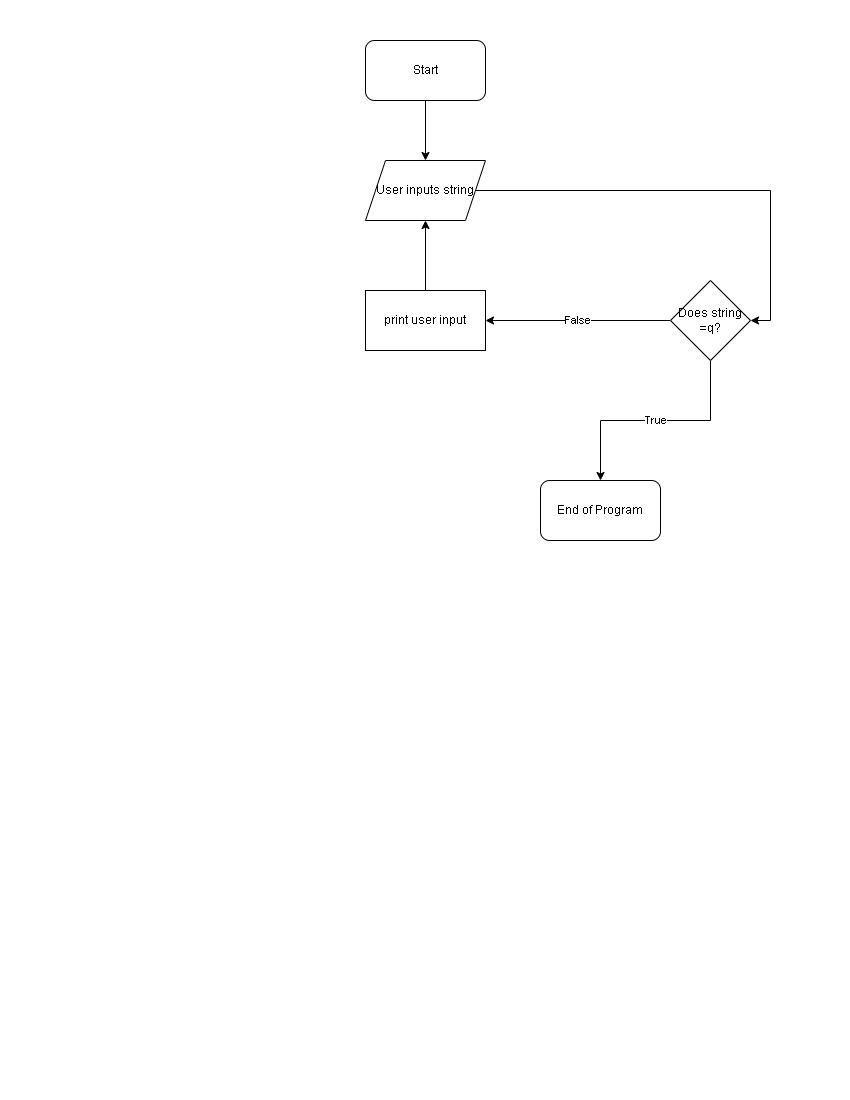 Start
User inputs string
Does string
=q?
False
print user input
True
End of Program